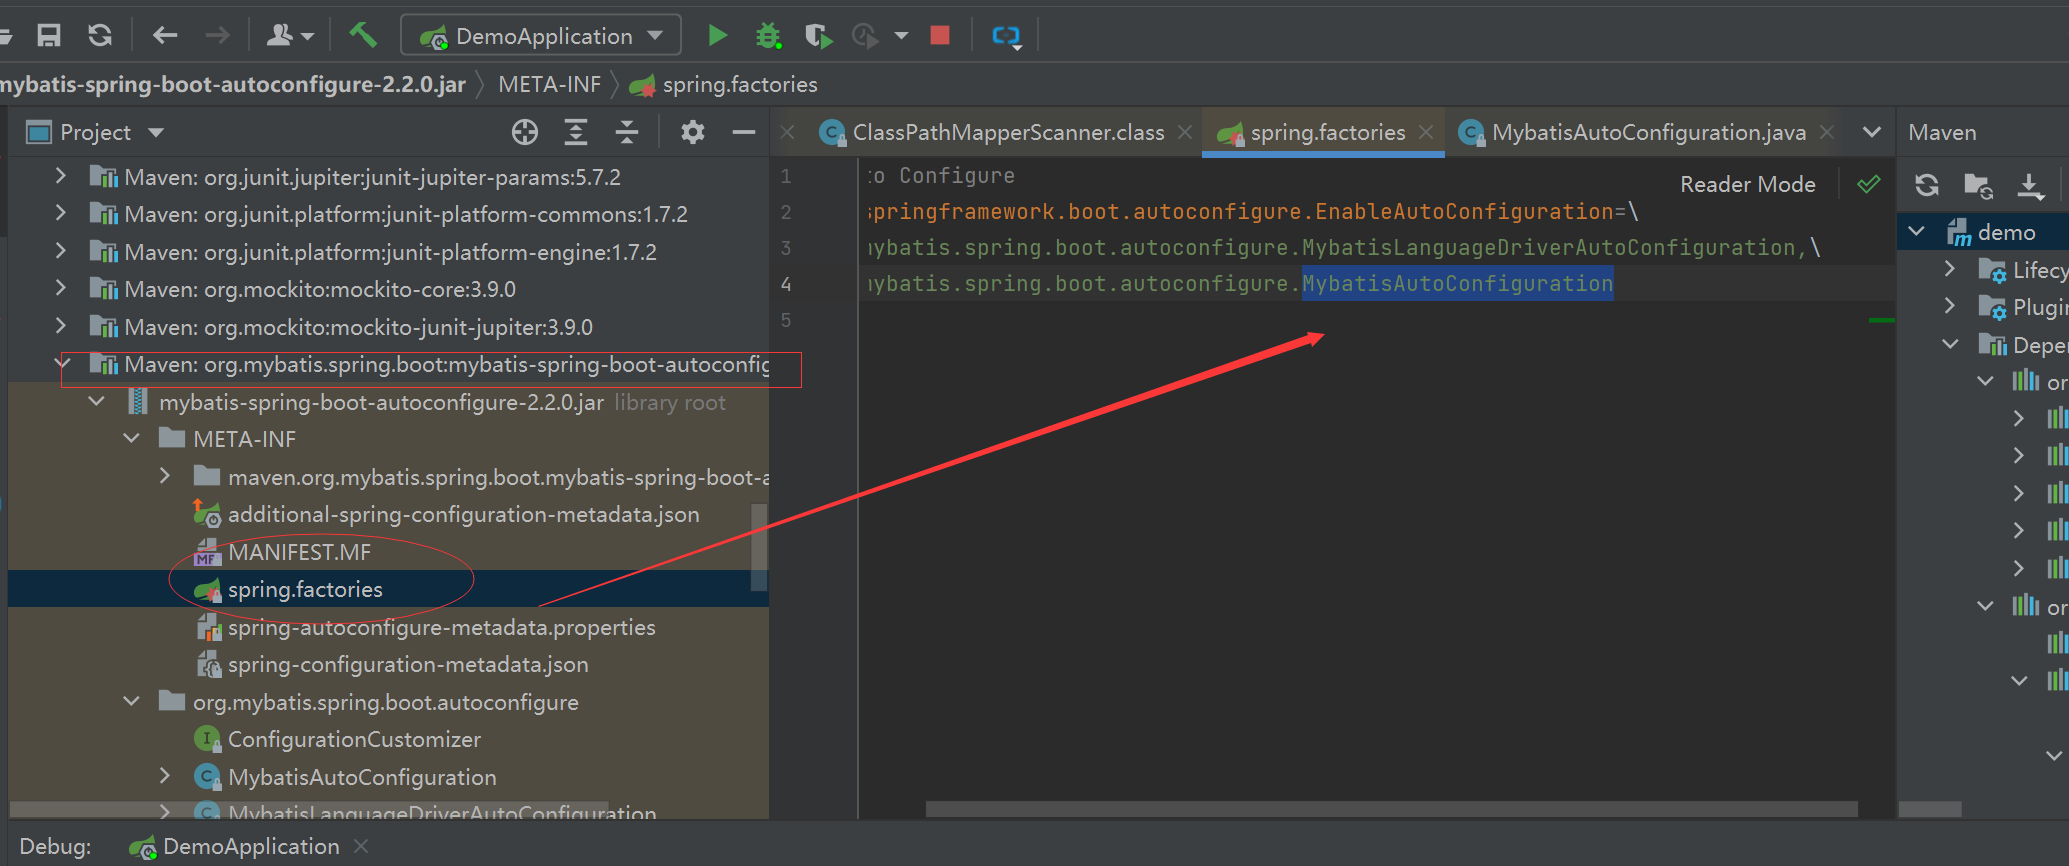 DemoApplication
mybatis-spring-boot-autoconfigure-2.2.0.jar
META-INF
spring.factories
Project
ClassPathMapperScanner.class
spring.factories
MybatisAutoConfiguration.java
Maven
Maven: org.junit.jupiter:junit-jupiter-params:5.7.2
Maven: org.junit.platform:junit-platform-commons:1.7.2
Maven: org.junit.platform:junit-platform-engine:1.7.2
Maven: org.mockito:mockito-core:3.9.0
Maven: org.mockito:mockito-junit-jupiter:3.9.0
Maven: org.mybatis.spring.boot:mybatis-spring-boot-autoconfig
mybatis-spring-boot-autoconfigure-2.2.0.jar library root
META-INF
maven.org.mybatis.spring.boot.mybatis-spring-boot-a
additional-spring-configuration-metadata.json
MF MANIFEST.MF
spring.factories
spring-autoconfigure-metadata.properties
spring-configuration-metadata.json
org.mybatis.spring.boot.autoconfigure
I ConfigurationCustomizer
C MybatisAutoConfiguration
C MybatisLanguageDriverAutoConfiguration
1 to Configure
2 springframework.boot.autoconfigure.EnableAutoConfiguration=\
3 mybatis.spring.boot.autoconfigure.MybatisLanguageDriverAutoConfiguration,\
4 mybatis.spring.boot.autoconfigure.MybatisAutoConfiguration
5
Reader Mode
demo
Lifecy
Plugin
Depe
or
or
Debug: DemoApplication